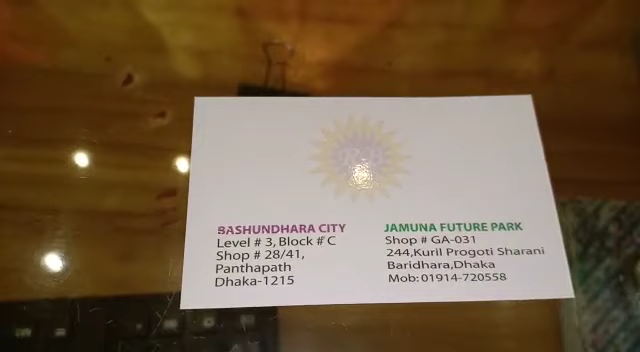 BASHUNDHARA CITY
Level # 3, Block # C
Shop # 28/41,
Panthapath
Dhaka-1215
JAMUNA FUTURE PARK
Shop # GA-031
244,Kuril Progoti Sharani
Baridhara,Dhaka
Mob: 01914-720558